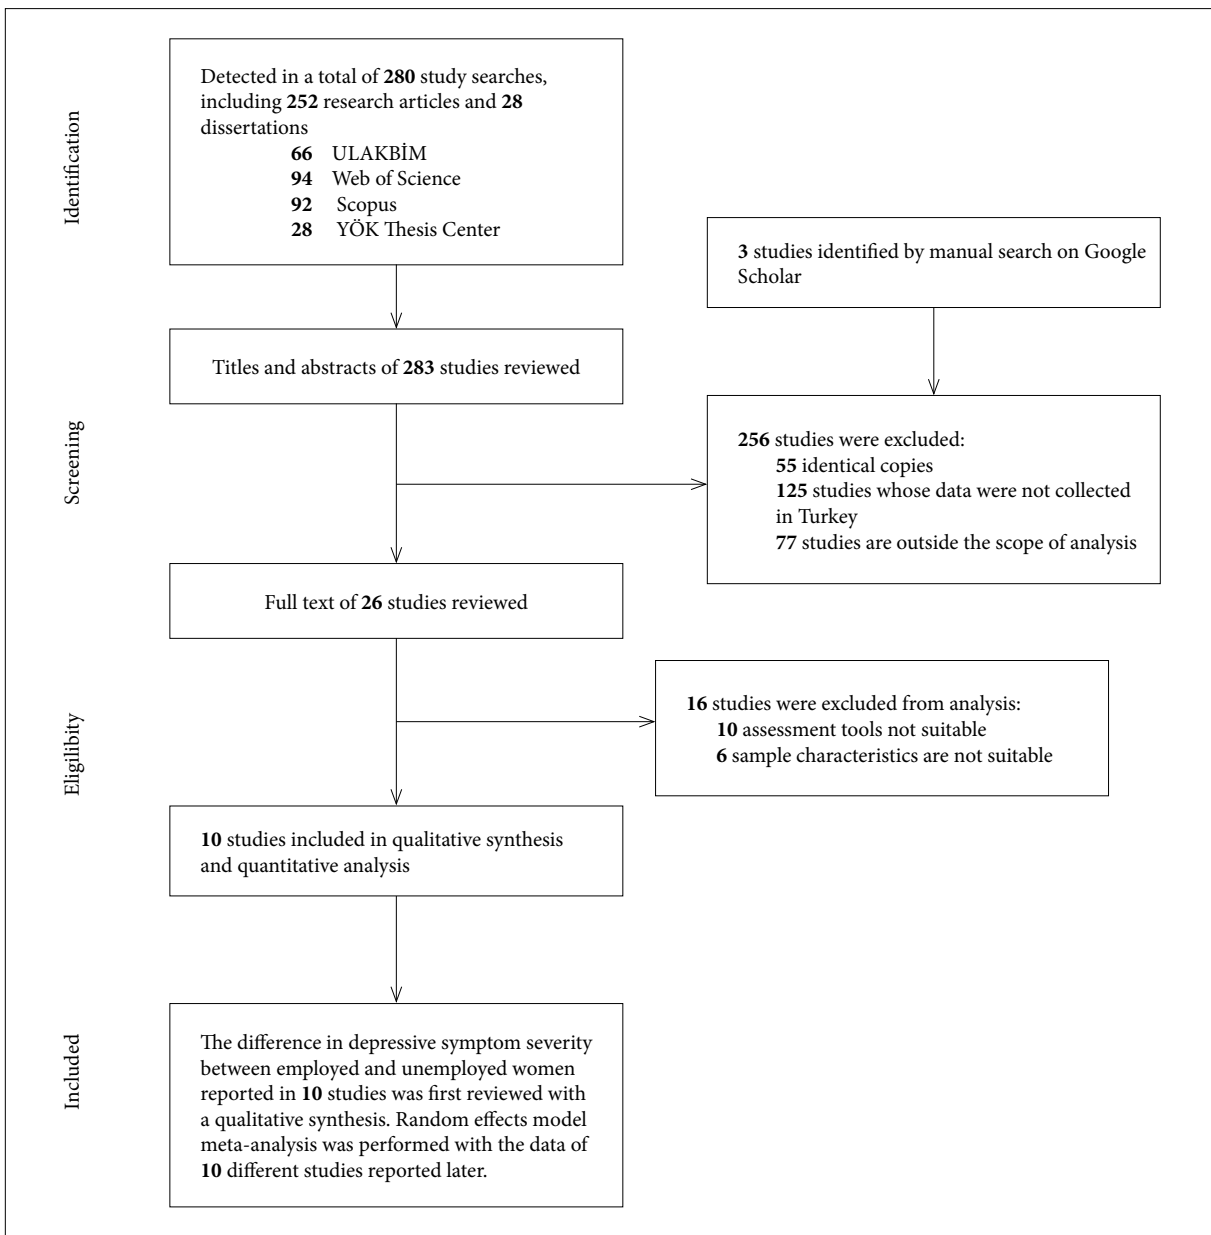 Identification
Detected in a total of 280 study searches,
including 252 research articles and 28
dissertations
66 ULAKBİM
94 Web of Science
92 Scopus
28 YÖK Thesis Center
3 studies identified by manual search on Google
Scholar
Titles and abstracts of 283 studies reviewed
Screening
256 studies were excluded:
55 identical copies
125 studies whose data were not collected
in Turkey
77 studies are outside the scope of analysis
Full text of 26 studies reviewed
Eligilibity
16 studies were excluded from analysis:
10 assessment tools not suitable
6 sample characteristics are not suitable
10 studies included in qualitative synthesis
and quantitative analysis
Included
The difference in depressive symptom severity
between employed and unemployed women
reported in 10 studies was first reviewed with
a qualitative synthesis. Random effects model
meta-analysis was performed with the data of
10 different studies reported later.